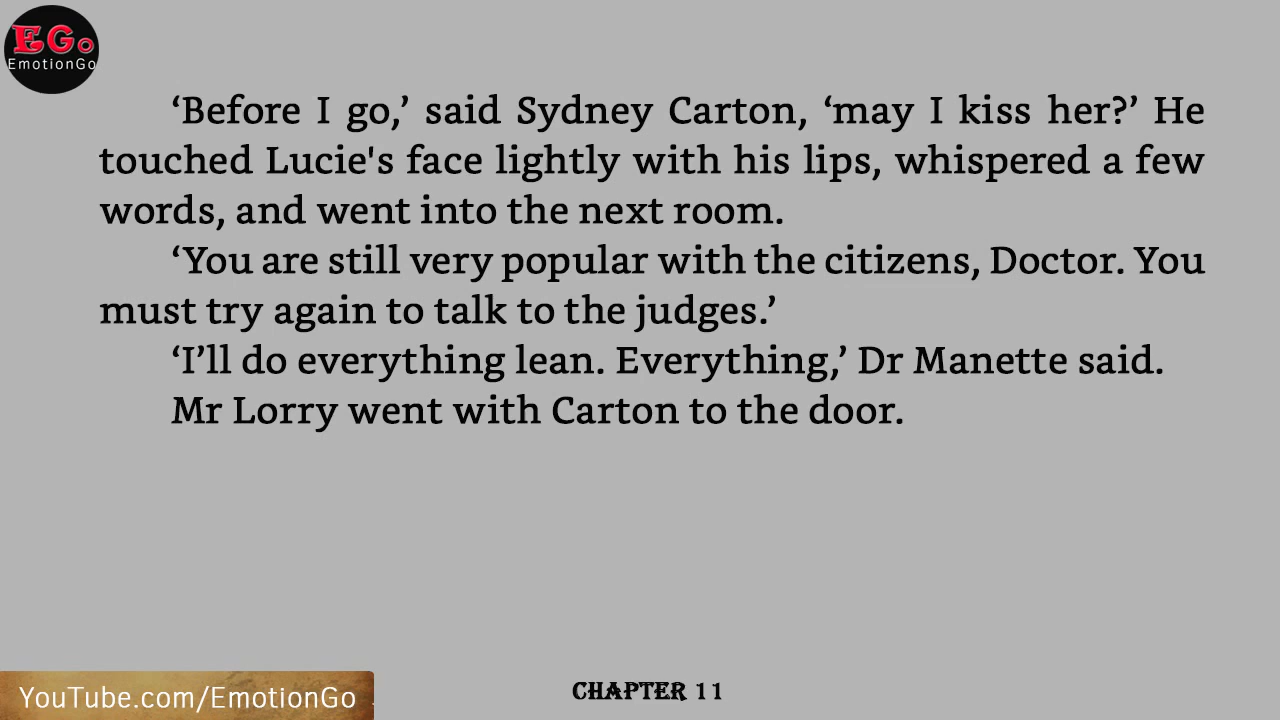 EGo
EmotionGo
‘Before I go,’ said Sydney Carton, ‘may I kiss her?’ He
touched Lucie's face lightly with his lips, whispered a few
words, and went into the next room.
‘You are still very popular with the citizens, Doctor. You
must try again to talk to the judges.’
‘I’ll do everything lean. Everything,’ Dr Manette said.
Mr Lorry went with Carton to the door.
YouTube.com/EmotionGo
CHAPTER 11